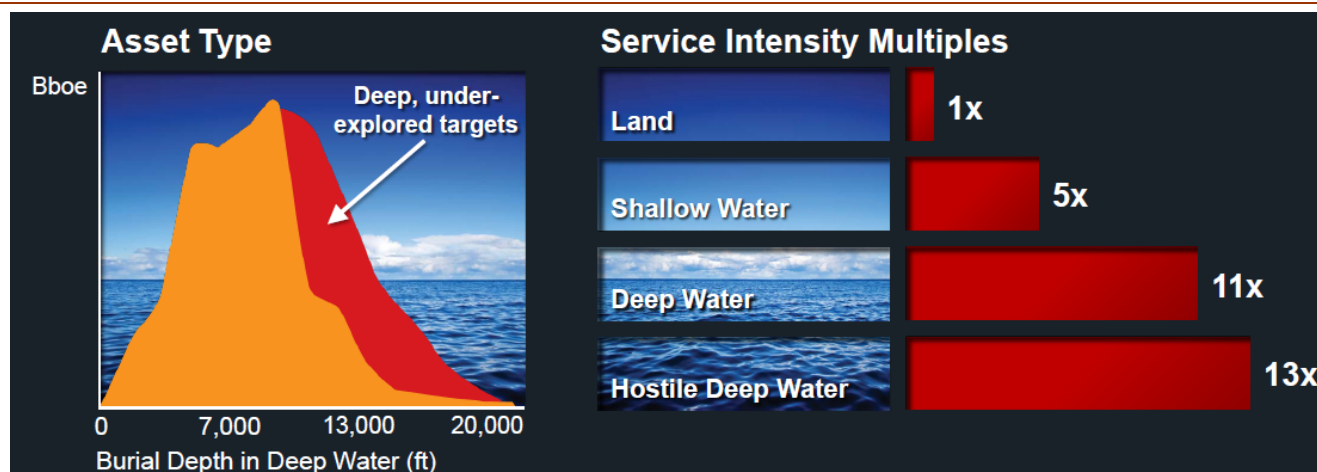 Asset Type
Bboe
Deep, under-
explored targets
0 7,000 13,000 20,000
Burial Depth in Deep Water (ft)
Service Intensity Multiples
Land
1x
Shallow Water
5x
Deep Water
11x
Hostile Deep Water
13x